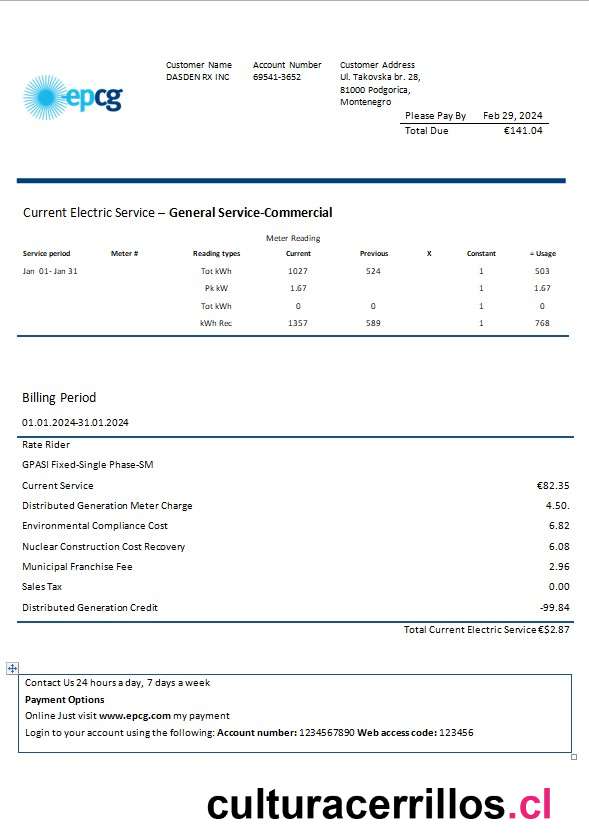 epcg
Customer Name Account Number Customer Address
DASDEN RX INC 69541-3652 Ul. Takovska br. 28,
81000 Podgorica,
Montenegro
Please Pay By Feb 29, 2024
Total Due €141.04
Current Electric Service – General Service-Commercial
Meter Reading
Service period Meter # Reading types Current Previous X Constant = Usage
Jan 01- Jan 31 Tot kWh 1027 524 1 503
Pk kW 1.67 1 1.67
Tot kWh 0 0 1 0
kWh Rec 1357 589 1 768
Billing Period
01.01.2024-31.01.2024
Rate Rider
GPASI Fixed-Single Phase-SM
Current Service €82.35
Distributed Generation Meter Charge 4.50.
Environmental Compliance Cost 6.82
Nuclear Construction Cost Recovery 6.08
Municipal Franchise Fee 2.96
Sales Tax 0.00
Distributed Generation Credit -99.84
Total Current Electric Service €$2.87
Contact Us 24 hours a day, 7 days a week
Payment Options
Online Just visit www.epcg.com my payment
Login to your account using the following: Account number: 1234567890 Web access code: 123456
culturacerrillos.cl